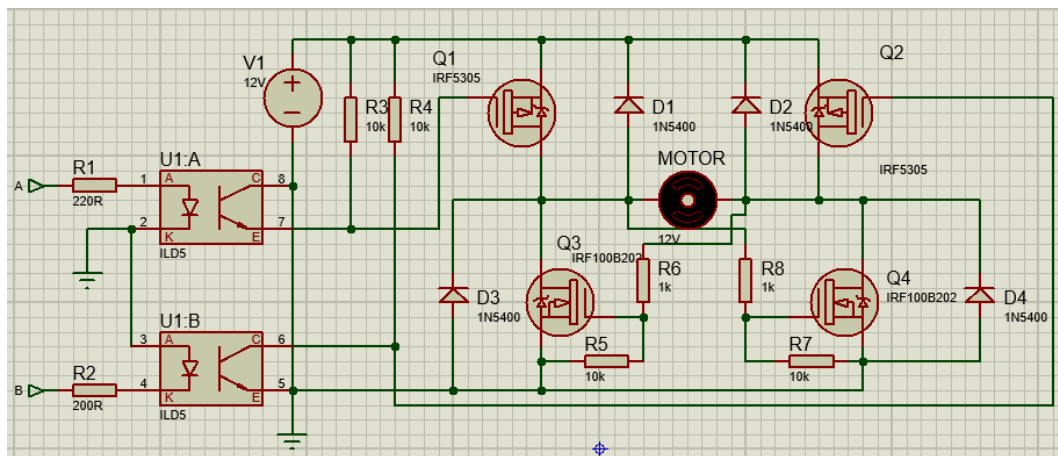 V1
12V
R3
10k
R4
10k
Q1
IRF5305
D1
1N5400
D2
1N5400
Q2
IRF5305
MOTOR
12V
A
R1
220R
U1:A
1
A
C
8
2
K
E
7
ILD5
U1:B
3
A
C
6
B
R2
200R
4
K
E
5
ILD5
D3
1N5400
Q3
IRF100B202
R6
1k
R8
1k
Q4
IRF100B202
D4
1N5400
R5
10k
R7
10k